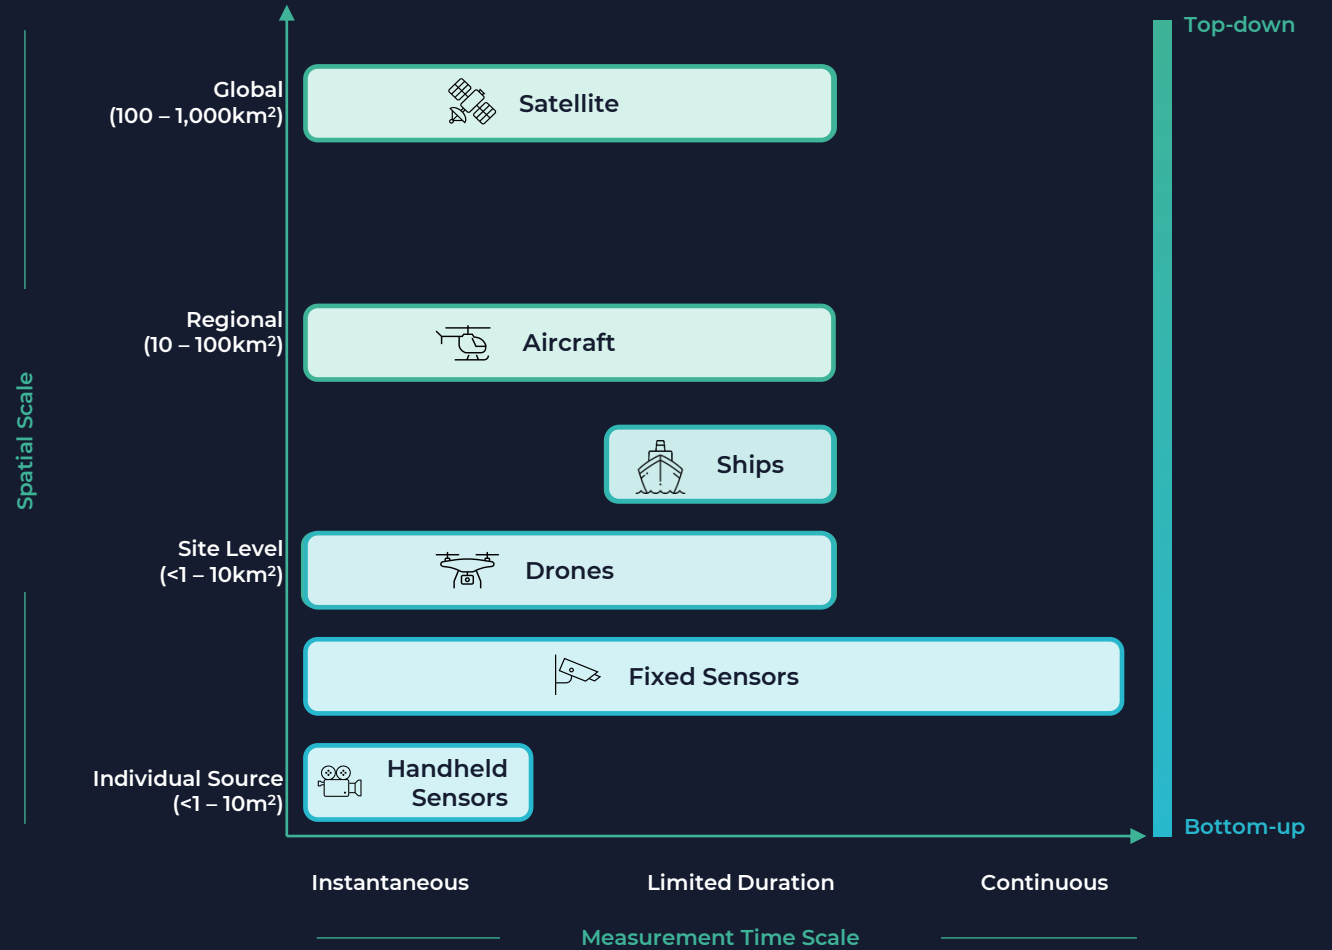 Top-down
Global
(100 – 1,000km²)
Satellite
Regional
(10 – 100km²)
Aircraft
Spatial Scale
Ships
Site Level
(<1 – 10km²)
Drones
Fixed Sensors
Individual Source
(<1 – 10m²)
Handheld
Sensors
Bottom-up
Instantaneous
Limited Duration
Continuous
Measurement Time Scale